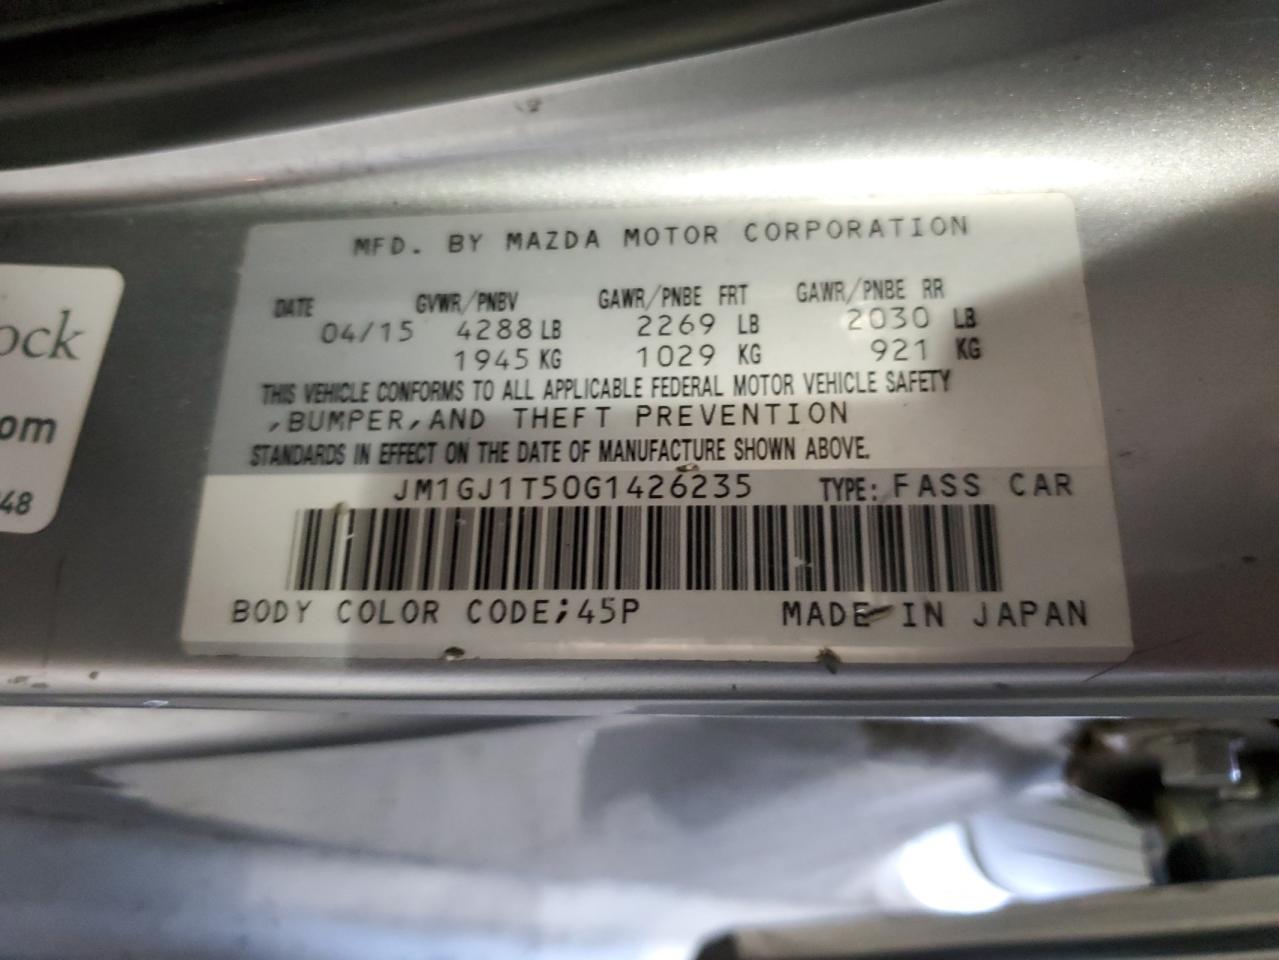 MFD. BY MAZDA MOTOR CORPORATION
DATE GVWR/PNBV GAWR/PNBE FRT GAWR/PNBE RR
04/15 4288 LB 2269 LB 2030 LB
1945 KG 1029 KG 921 KG
THIS VEHICLE CONFORMS TO ALL APPLICABLE FEDERAL MOTOR VEHICLE SAFETY
,BUMPER,AND THEFT PREVENTION
STANDARDS IN EFFECT ON THE DATE OF MANUFACTURE SHOWN ABOVE.
JM1GJ1T50G1426235 TYPE: PASS CAR
BODY COLOR CODE;45P MADE IN JAPAN
ock
om
48